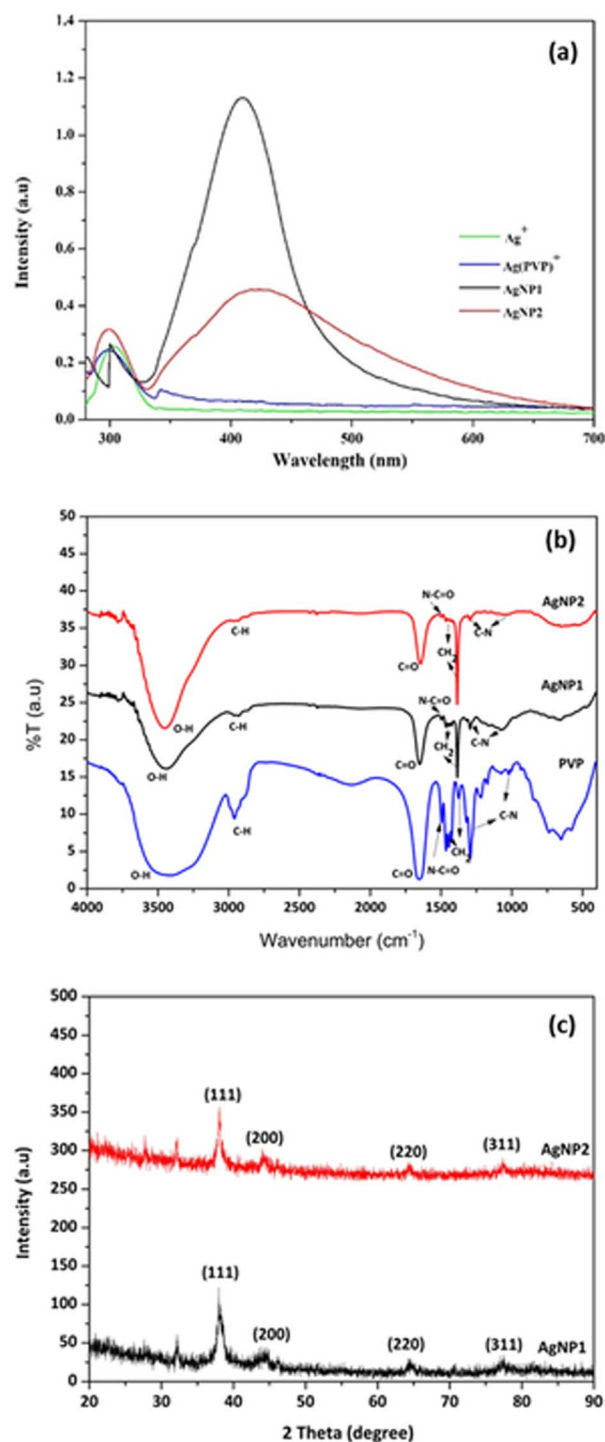 (a)
1.4
1.2
1.0
0.8
0.6
0.4
0.2
0.0
Intensity (a.u)
Ag+
Ag(PVP)+
AgNP1
AgNP2
300 400 500 600 700
Wavelength (nm)
(b)
50
45
40
35
30
25
20
15
10
5
0
%T (a.u)
AgNP2
N-C=O
C-H
C-N
CH2
C=O
O-H
AgNP1
N-C=O
C-H
C-N
CH2
C=O
O-H
PVP
C-H
C-N
CH2
N-C=O
O-H
C=O
4000 3500 3000 2500 2000 1500 1000 500
Wavenumber (cm-1)
(c)
500
450
400
350
300
250
200
150
100
50
0
Intensity (a.u)
(111)
(200)
(220)
(311)
AgNP2
(111)
(200)
(220)
(311)
AgNP1
20 30 40 50 60 70 80 90
2 Theta (degree)